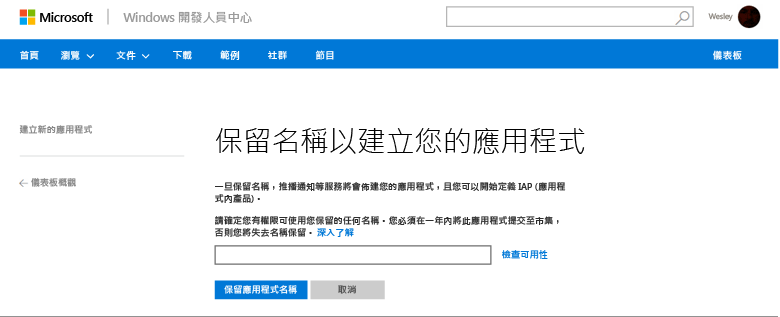 Microsoft Windows 開發人員中心 Wesley
首頁 瀏覽 文件 下載 範例 社群 節目 儀表板
建立新的應用程式
儀表板概觀
保留名稱以建立您的應用程式
一旦保留名稱，推播通知等服務將會佈建您的應用程式，且您可以開始定義 IAP (應用程
式內產品)。
請確定您有權限可使用您保留的任何名稱。您必須在一年內將此應用程式提交至市集，
否則您將失去名稱保留。深入了解
檢查可用性
保留應用程式名稱 取消